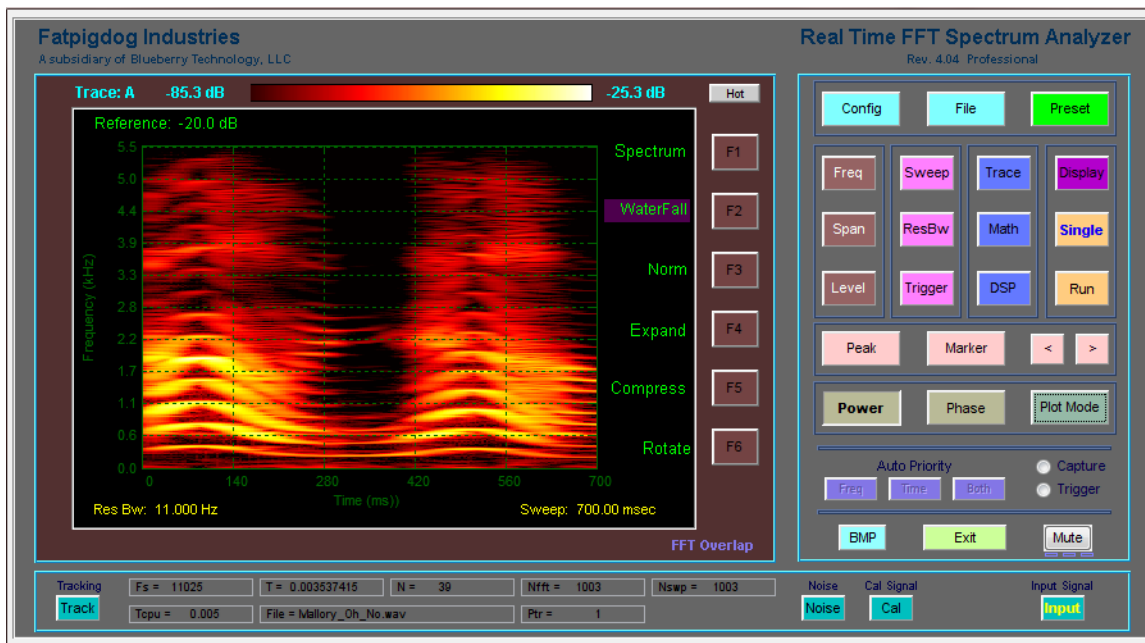 Fatpigdog Industries
A subsidiary of Blueberry Technology, LLC
Real Time FFT Spectrum Analyzer
Rev. 4.04 Professional
Trace: A -85.3 dB -25.3 dB Hot
Reference: -20.0 dB
5.5
5.0
4.4
3.9
3.3
2.8
2.2
1.7
1.1
0.6
0.0
Frequency (kHz)
0 140 280 420 560 700
Time (ms))
Res Bw: 11.000 Hz
Sweep: 700.00 msec
Spectrum F1
WaterFall F2
Norm F3
Expand F4
Compress F5
Rotate F6
FFT Overlap
Config File Preset
Freq Sweep Trace Display
Span ResBw Math Single
Level Trigger DSP Run
Peak Marker < >
Power Phase Plot Mode
Auto Priority
Freq Time Both
Capture
Trigger
BMP Exit Mute
Tracking
Track
Fs = 11025 T = 0.003537415 N = 39 Nfft = 1003 Nswp = 1003
Tcpu = 0.005 File = Mallory_Oh_No.wav Ptr = 1
Noise
Noise
Cal Signal
Cal
Input Signal
Input